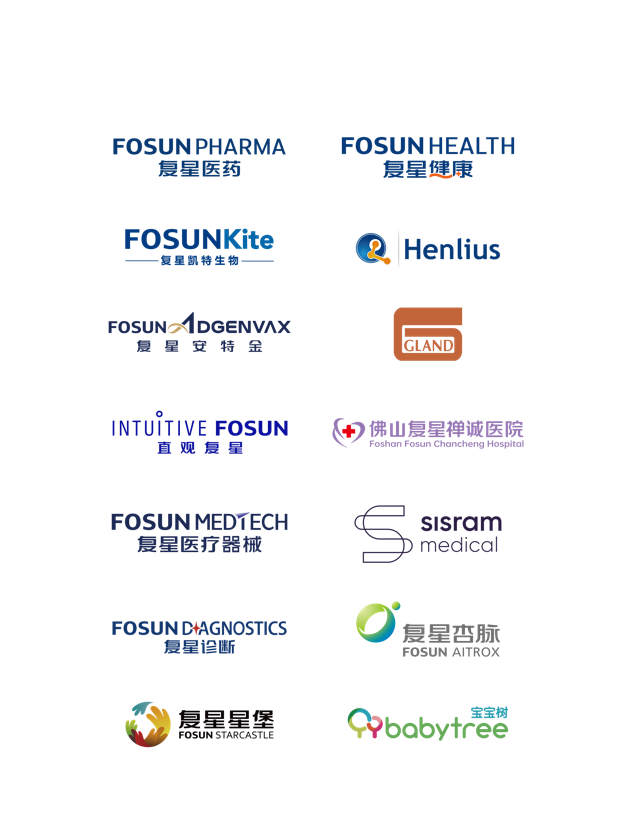 FOSUN PHARMA
复星医药
FOSUN HEALTH
复星健康
FOSUNKite
复星凯特生物
Henlius
FOSUN ADGENVAX
复星安特金
GLAND
INTUITIVE FOSUN
直观复星
佛山复星禅诚医院
Foshan Fosun Chancheng Hospital
FOSUN MEDTECH
复星医疗器械
sısram
medical
FOSUN DIAGNOSTICS
复星诊断
复星杏脉
FOSUN AITROX
复星星堡
FOSUN STARCASTLE
宝宝树
babytree